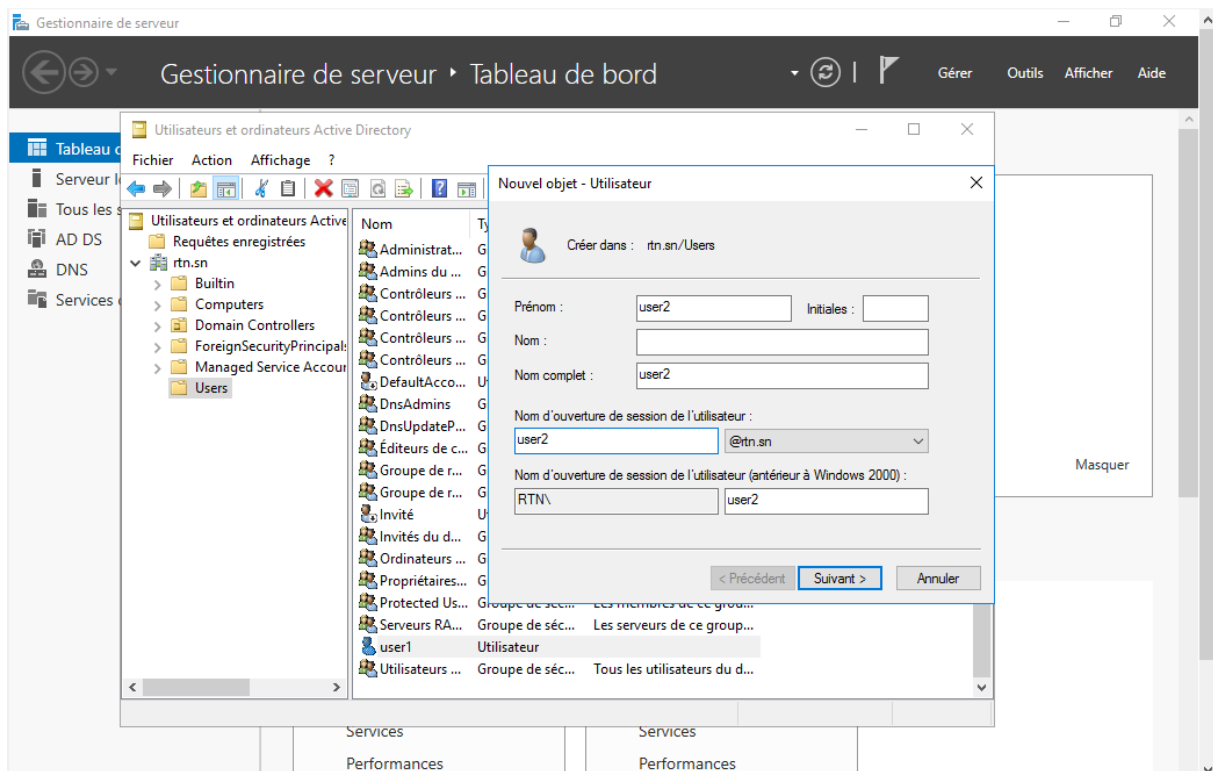 Gestionnaire de serveur
Gestionnaire de serveur Tableau de bord
Gérer Outils Afficher Aide
Tableau
Serveur
Tous les
AD DS
DNS
Services
Utilisateurs et ordinateurs Active Directory
Fichier Action Affichage ?
Utilisateurs et ordinateurs Active
Requêtes enregistrées
rtn.sn
Builtin
Computers
Domain Controllers
ForeignSecurityPrincipals
Managed Service Accour
Users
Nom
Administrat... G
Admins du ... G
Contrôleurs ... G
Contrôleurs ... G
Contrôleurs ... G
Contrôleurs ... G
DefaultAcco... U
DnsAdmins G
DnsUpdateP... G
Éditeurs de c... G
Groupe de r... G
Groupe de r... G
Invité U
Invités du d... G
Ordinateurs ... G
Propriétaires... G
Protected Us... Groupe de séc... Les membres de ce grou...
Serveurs RA... Groupe de séc... Les serveurs de ce group...
user1 Utilisateur
Utilisateurs ... Groupe de séc... Tous les utilisateurs du d...
Nouvel objet - Utilisateur
Créer dans : rtn.sn/Users
Prénom : user2 Initiales :
Nom :
Nom complet : user2
Nom d'ouverture de session de l'utilisateur :
user2 @rtn.sn
Nom d'ouverture de session de l'utilisateur (antérieur à Windows 2000) :
RTN\ user2
< Précédent Suivant > Annuler
Masquer
Services Services
Performances Performances